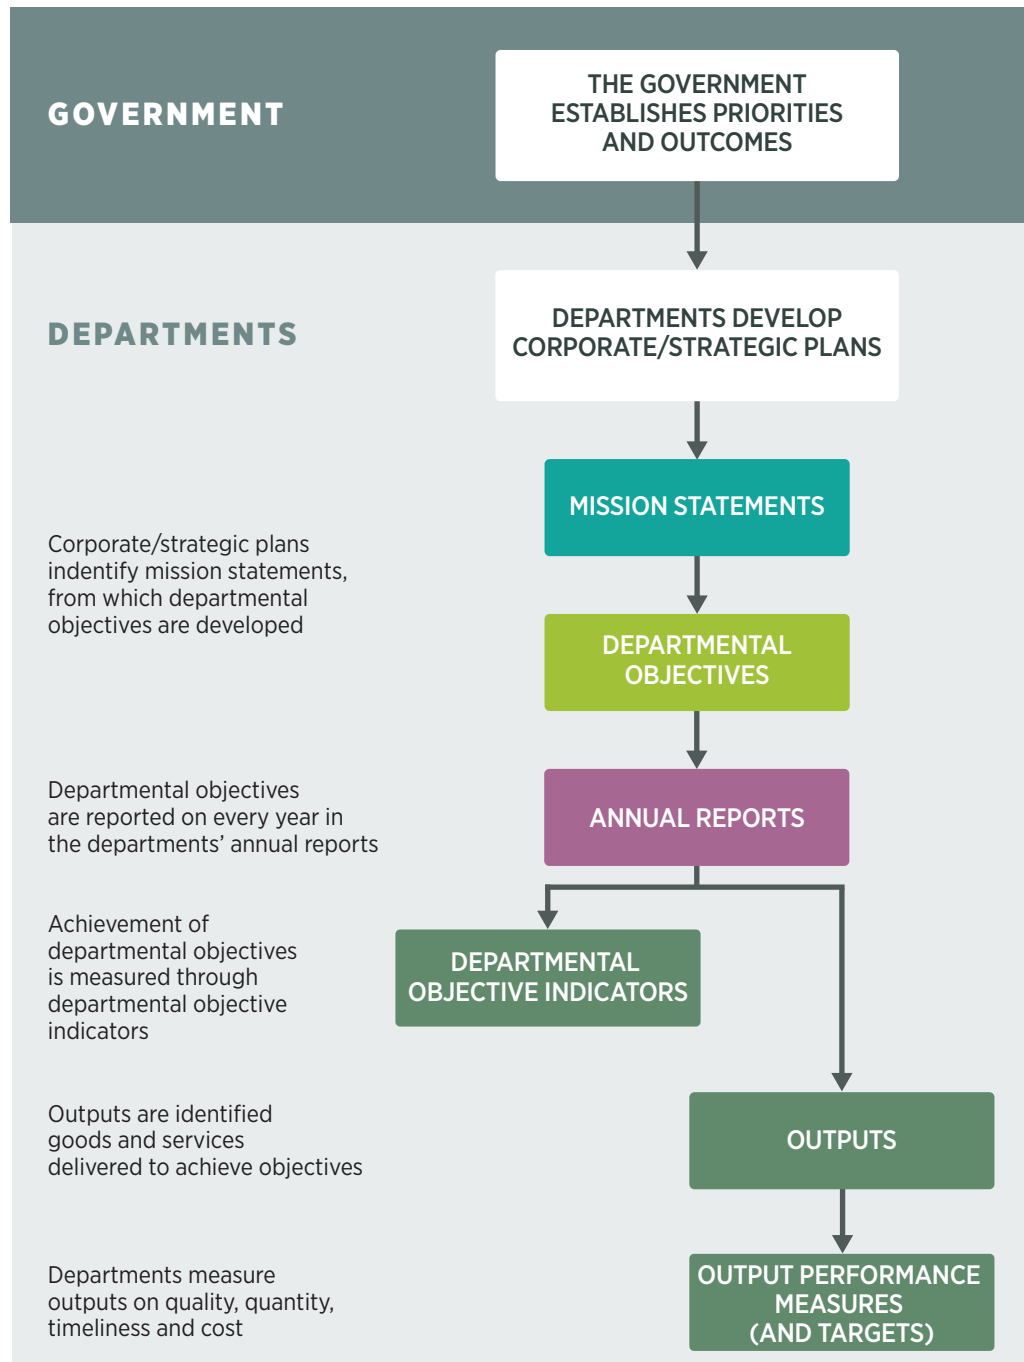 GOVERNMENT
THE GOVERNMENT
ESTABLISHES PRIORITIES
AND OUTCOMES
DEPARTMENTS
DEPARTMENTS DEVELOP
CORPORATE/STRATEGIC PLANS
MISSION STATEMENTS
Corporate/strategic plans
indentify mission statements,
from which departmental
objectives are developed
DEPARTMENTAL
OBJECTIVES
Departmental objectives
are reported on every year in
the departments’ annual reports
ANNUAL REPORTS
Achievement of
departmental objectives
is measured through
departmental objective
indicators
DEPARTMENTAL
OBJECTIVE INDICATORS
Outputs are identified
goods and services
delivered to achieve objectives
OUTPUTS
Departments measure
outputs on quality, quantity,
timeliness and cost
OUTPUT PERFORMANCE
MEASURES
(AND TARGETS)